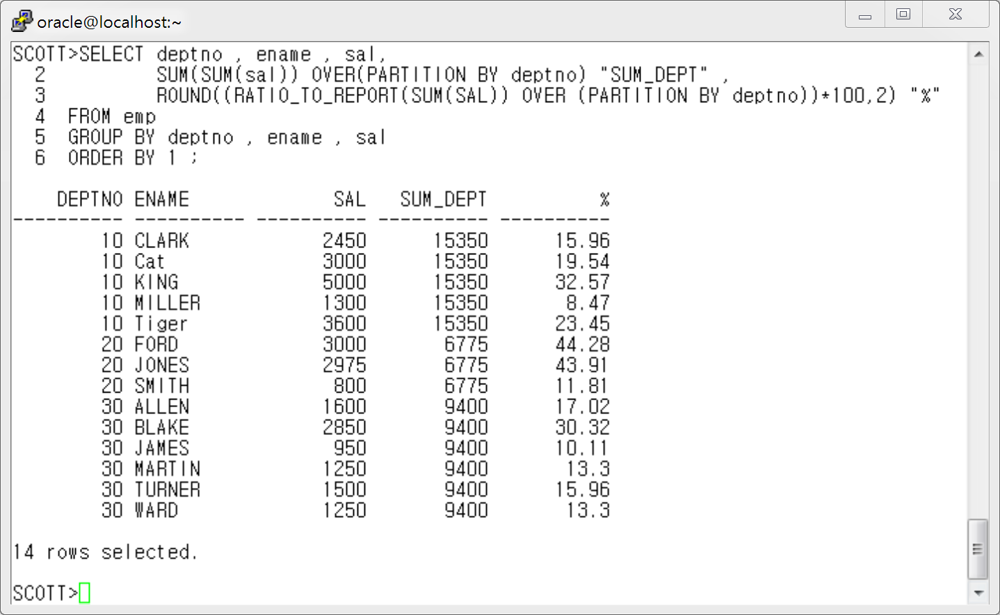 oracle@localhost:~
SCOTT>SELECT deptno , ename , sal,
  2          SUM(SUM(sal)) OVER(PARTITION BY deptno) "SUM_DEPT" ,
  3          ROUND((RATIO_TO_REPORT(SUM(SAL)) OVER (PARTITION BY deptno))*100,2) "%"
  4  FROM emp
  5  GROUP BY deptno , ename , sal
  6  ORDER BY 1 ;
    DEPTNO ENAME             SAL   SUM_DEPT          %
---------- ---------- ---------- ---------- ----------
        10 CLARK            2450      15350      15.96
        10 Cat              3000      15350      19.54
        10 KING             5000      15350      32.57
        10 MILLER           1300      15350       8.47
        10 Tiger            3600      15350      23.45
        20 FORD             3000       6775      44.28
        20 JONES            2975       6775      43.91
        20 SMITH             800       6775      11.81
        30 ALLEN            1600       9400      17.02
        30 BLAKE            2850       9400      30.32
        30 JAMES             950       9400      10.11
        30 MARTIN           1250       9400       13.3
        30 TURNER           1500       9400      15.96
        30 WARD             1250       9400       13.3
14 rows selected.
SCOTT>